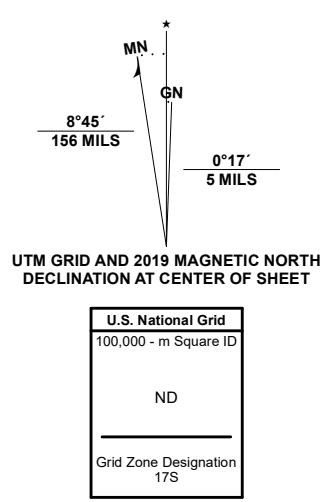 ★
MN
GN
8°45´
156 MILS
0°17´
5 MILS
UTM GRID AND 2019 MAGNETIC NORTH
DECLINATION AT CENTER OF SHEET
U.S. National Grid
100,000 - m Square ID
ND
Grid Zone Designation
17S